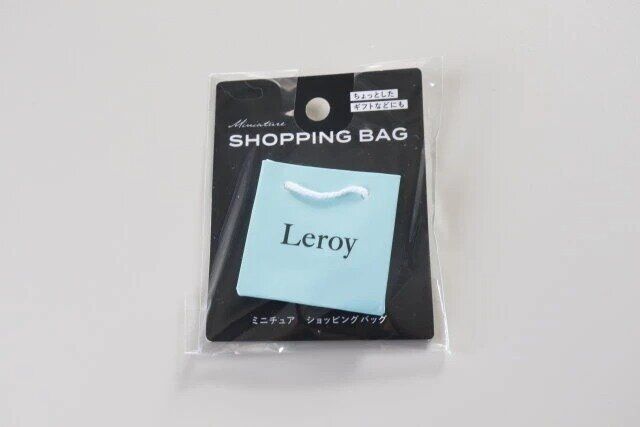 ちょっとした
ギフトなどにも
Miniature
SHOPPING BAG
Leroy
ミニチュア ショッピングバッグ